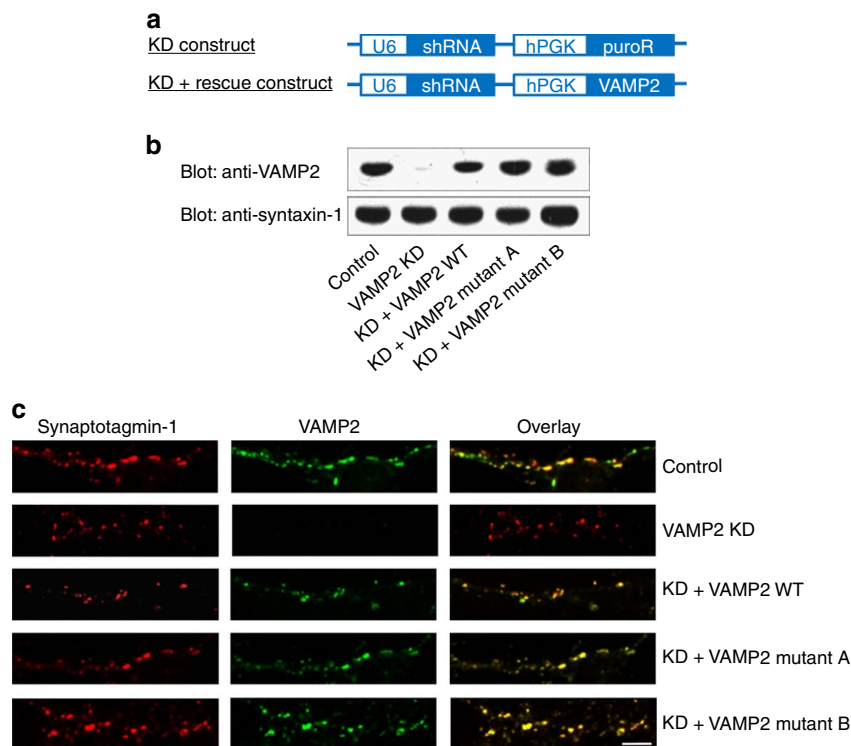 a
KD construct
U6 shRNA hPGK puroR
KD + rescue construct
U6 shRNA hPGK VAMP2
b
Blot: anti-VAMP2
Blot: anti-syntaxin-1
Control
VAMP2 KD
KD + VAMP2 WT
KD + VAMP2 mutant A
KD + VAMP2 mutant B
c
Synaptotagmin-1 VAMP2 Overlay
Control
VAMP2 KD
KD + VAMP2 WT
KD + VAMP2 mutant A
KD + VAMP2 mutant B